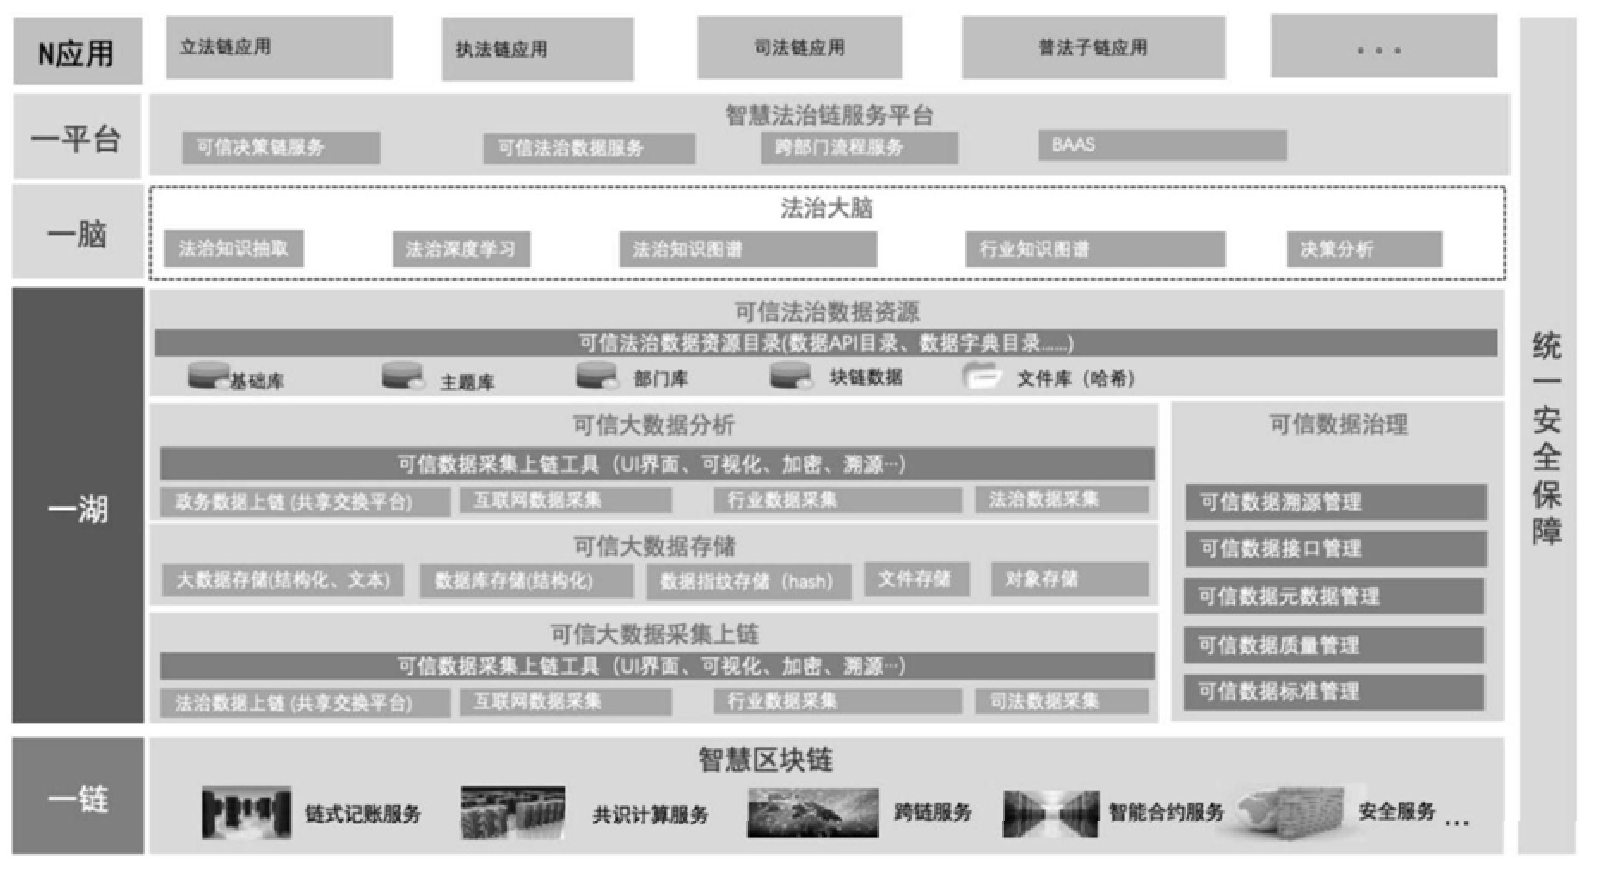 N应用
立法链应用
执法链应用
司法链应用
普法子链应用
...
一平台
智慧法治链服务平台
可信决策链服务
可信法治数据服务
跨部门流程服务
BAAS
一脑
法治大脑
法治知识抽取
法治深度学习
法治知识图谱
行业知识图谱
决策分析
一湖
可信法治数据资源
可信法治数据资源目录(数据API目录、数据字典目录......)
基础库
主题库
部门库
块链数据
文件库（哈希）
可信大数据分析
可信数据采集上链工具（UI界面、可视化、加密、溯源···）
政务数据上链 (共享交换平台)
互联网数据采集
行业数据采集
法治数据采集
可信大数据存储
大数据存储(结构化、文本)
数据库存储(结构化)
数据指纹存储（hash）
文件存储
对象存储
可信大数据采集上链
可信数据采集上链工具（UI界面、可视化、加密、溯源···）
法治数据上链 (共享交换平台)
互联网数据采集
行业数据采集
司法数据采集
可信数据治理
可信数据溯源管理
可信数据接口管理
可信数据元数据管理
可信数据质量管理
可信数据标准管理
一链
智慧区块链
链式记账服务
共识计算服务
跨链服务
智能合约服务
安全服务 ...
统一安全保障